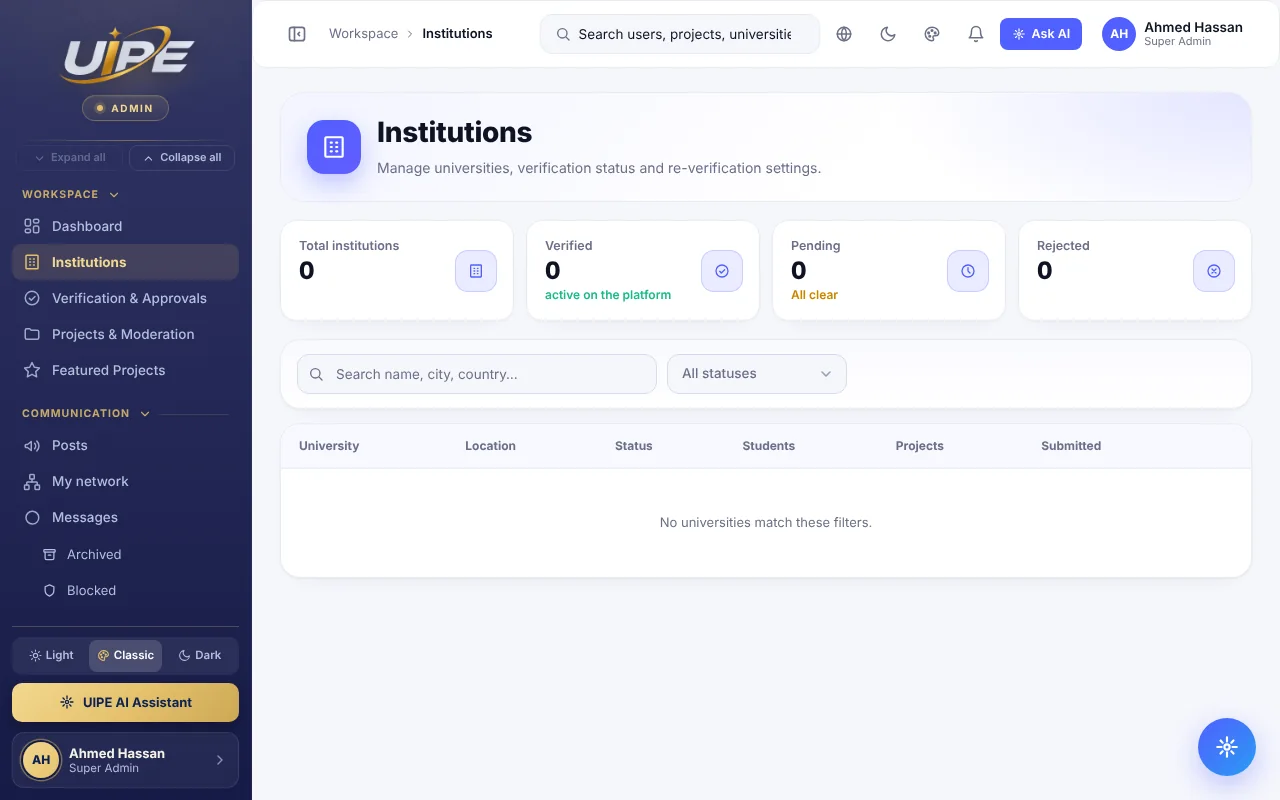 UIPE
ADMIN
Expand all
Collapse all
WORKSPACE
Dashboard
Institutions
Verification & Approvals
Projects & Moderation
Featured Projects
COMMUNICATION
Posts
My network
Messages
Archived
Blocked
Light
Classic
Dark
UIPE AI Assistant
AH
Ahmed Hassan
Super Admin
Workspace › Institutions
Search users, projects, universitie
Ask AI
AH
Ahmed Hassan
Super Admin
Institutions
Manage universities, verification status and re-verification settings.
Total institutions
0
Verified
0
active on the platform
Pending
0
All clear
Rejected
0
Search name, city, country...
All statuses
University Location Status Students Projects Submitted
No universities match these filters.